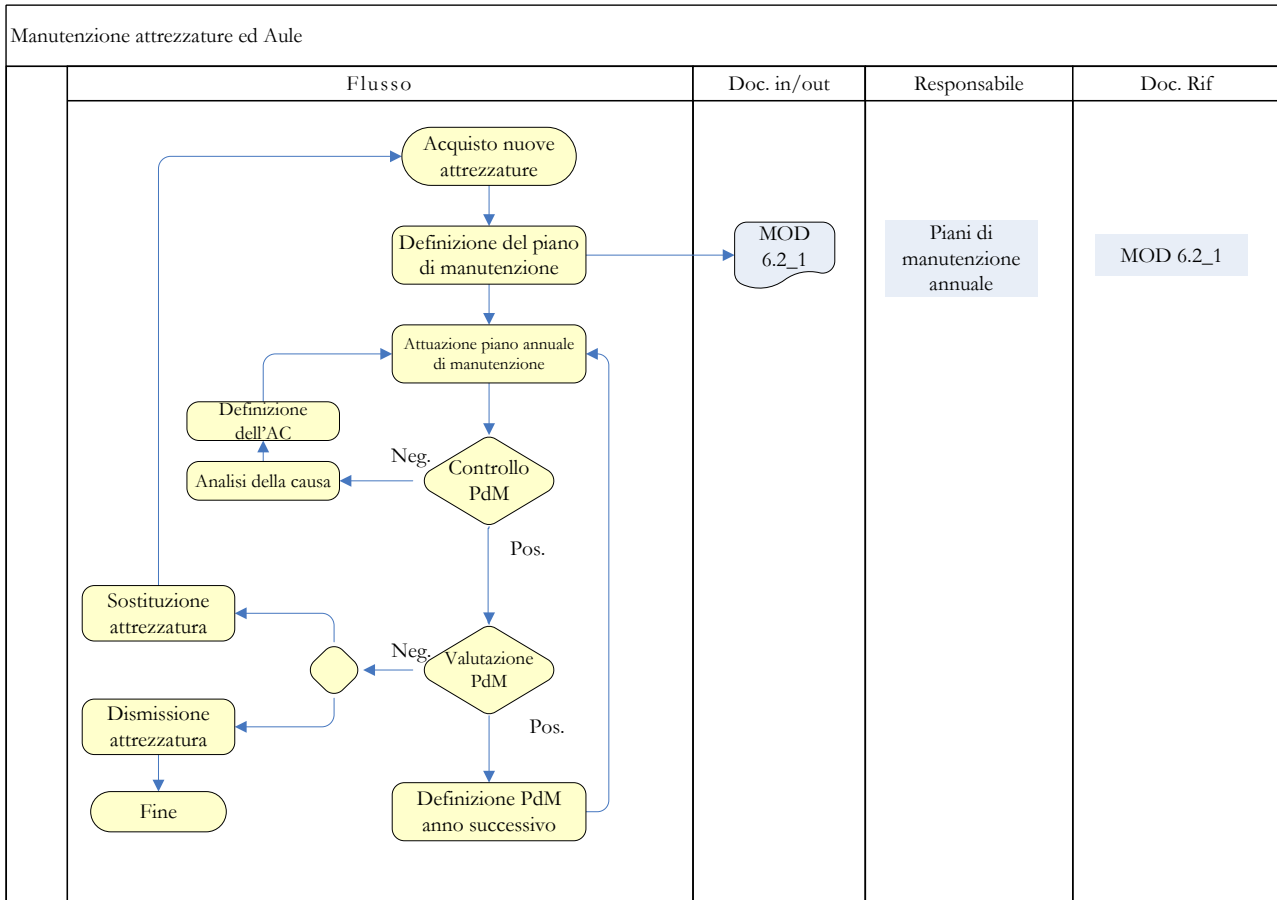 Manutenzione attrezzature ed Aule
Flusso
Doc. in/out
Responsabile
Doc. Rif
Acquisto nuove
attrezzature
Definizione del piano
di manutenzione
MOD
6.2_1
Piani di
manutenzione
annuale
MOD 6.2_1
Attuazione piano annuale
di manutenzione
Definizione
dell'AC
Analisi della causa
Neg.
Controllo
PdM
Pos.
Sostituzione
attrezzatura
Neg.
Valutazione
PdM
Dismissione
attrezzatura
Pos.
Fine
Definizione PdM
anno successivo